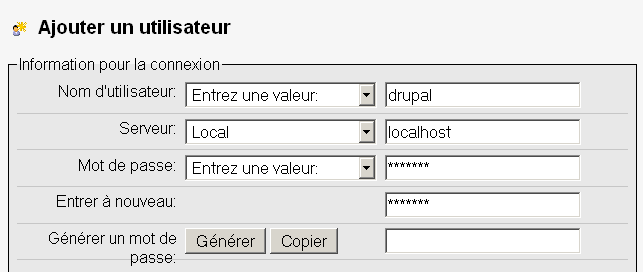 Ajouter un utilisateur
Information pour la connexion
Nom d'utilisateur: Entrez une valeur: drupal
Serveur: Local localhost
Mot de passe: Entrez une valeur: *******
Entrer à nouveau: *******
Générer un mot de passe: Générer Copier